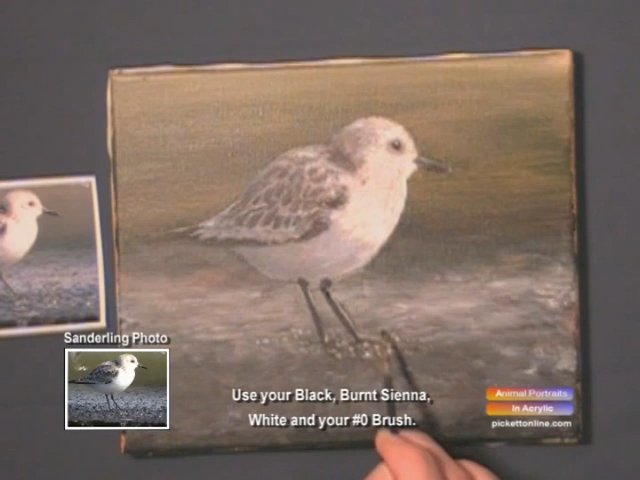 Sanderling Photo
Use your Black, Burnt Sienna,
White and your #0 Brush.
Animal Portraits
In Acrylic
pickettonline.com